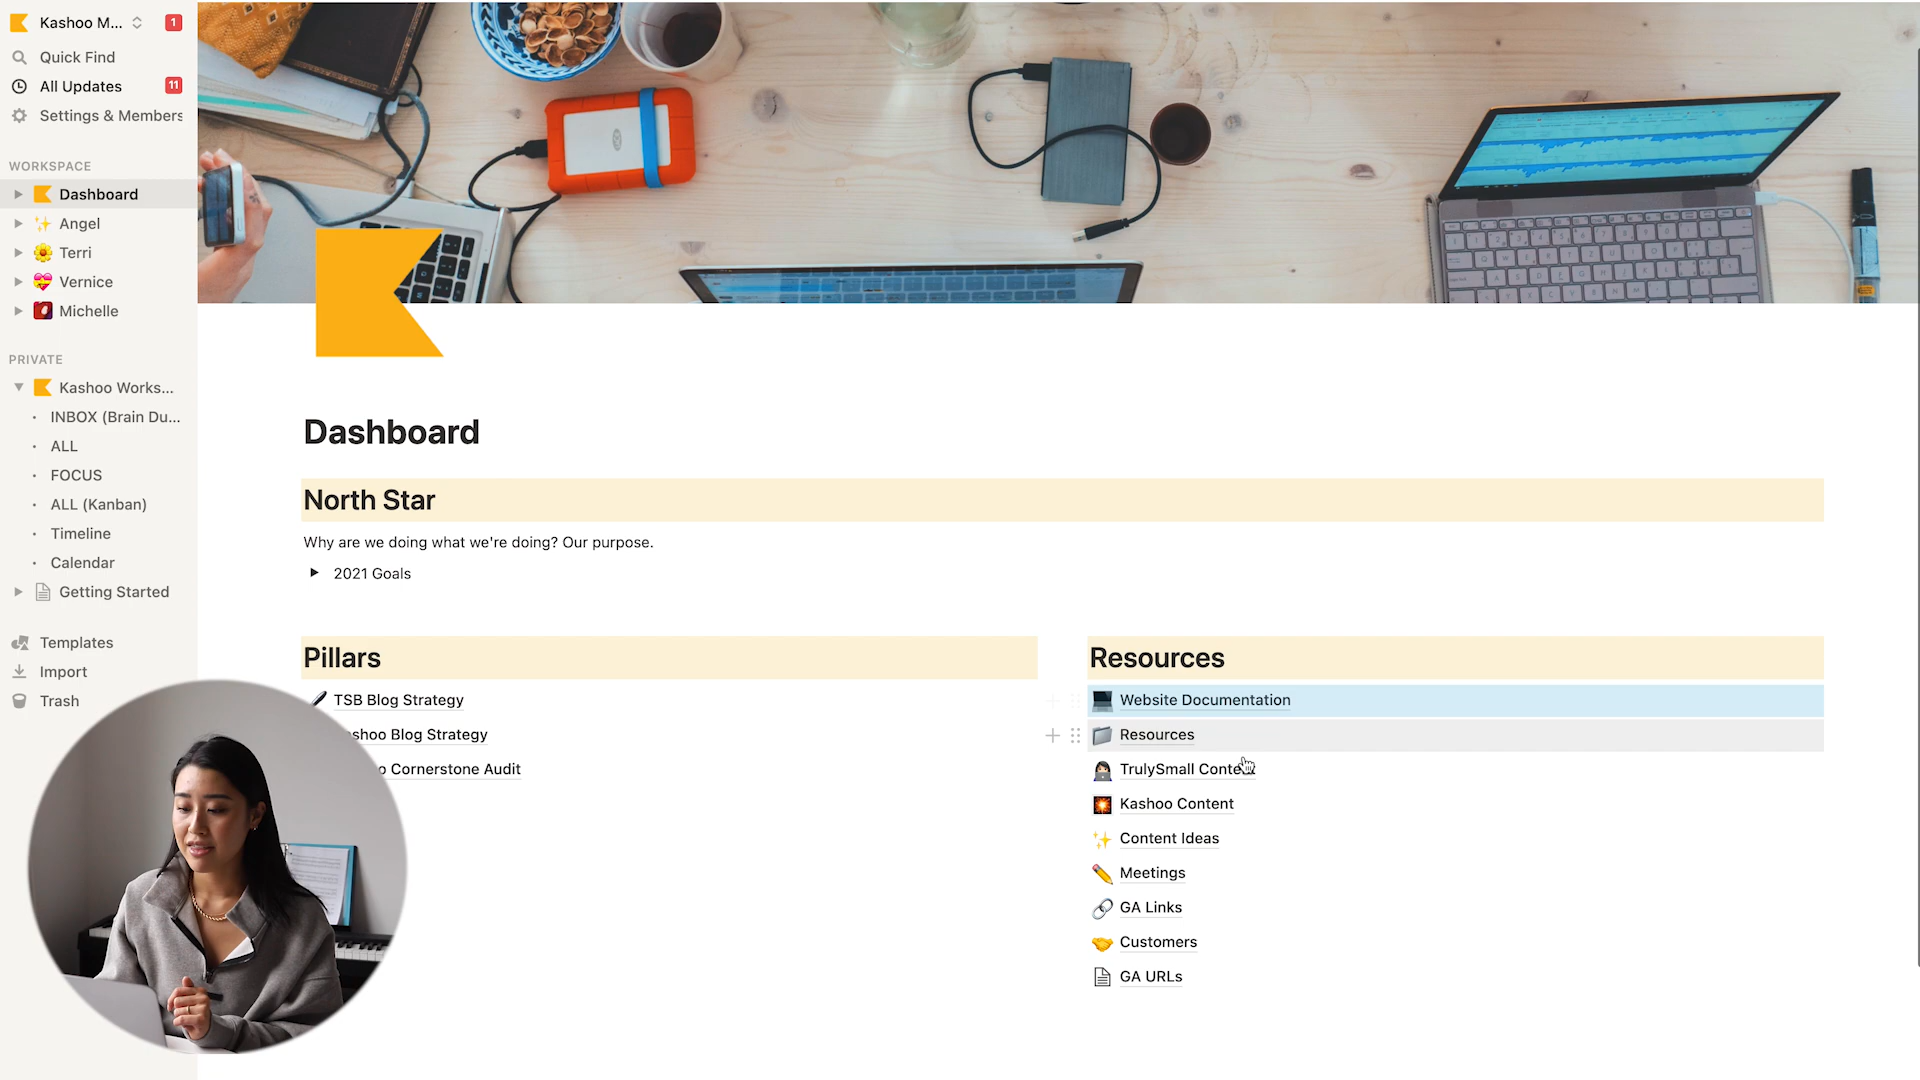 Kashoo M...
1
Quick Find
All Updates
11
Settings & Members
WORKSPACE
Dashboard
Angel
Terri
Vernice
Michelle
PRIVATE
Kashoo Works...
INBOX (Brain Du...
ALL
FOCUS
ALL (Kanban)
Timeline
Calendar
Getting Started
Templates
Import
Trash
Dashboard
North Star
Why are we doing what we're doing? Our purpose.
2021 Goals
Pillars
TSB Blog Strategy
shoo Blog Strategy
o Cornerstone Audit
Resources
Website Documentation
Resources
TrulySmall Conte
Kashoo Content
Content Ideas
Meetings
GA Links
Customers
GA URLs